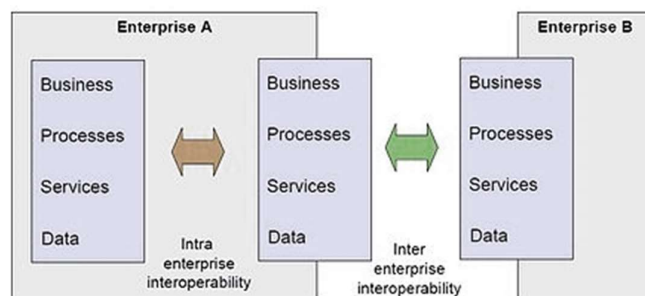 Enterprise A
Enterprise B
Business
Processes
Services
Data
Intra
enterprise
interoperability
Business
Processes
Services
Data
Inter
enterprise
interoperability
Business
Processes
Services
Data